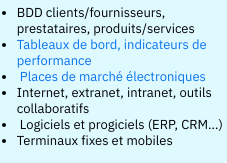 • BDD clients/fournisseurs,
prestataires, produits/services
• Tableaux de bord, indicateurs de
performance
• Places de marché électroniques
• Internet, extranet, intranet, outils
collaboratifs
• Logiciels et progiciels (ERP, CRM...)
• Terminaux fixes et mobiles